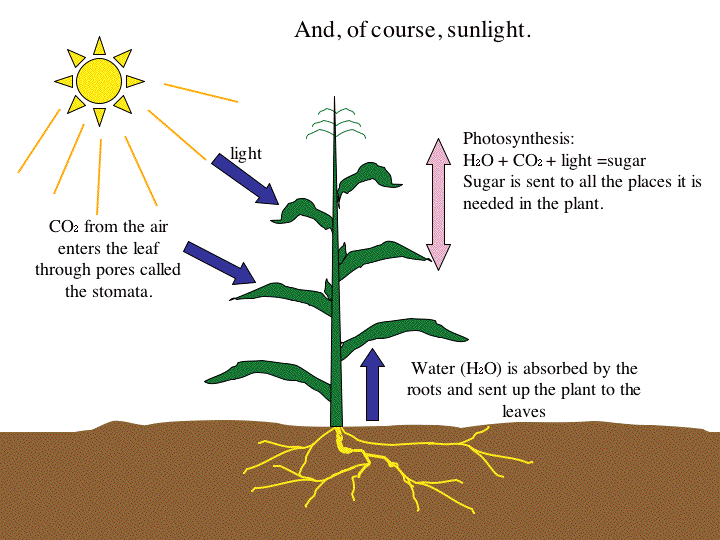 And, of course, sunlight.
light
Photosynthesis:
H₂O + CO₂ + light =sugar
Sugar is sent to all the places it is
needed in the plant.
CO₂ from the air
enters the leaf
through pores called
the stomata.
Water (H₂O) is absorbed by the
roots and sent up the plant to the
leaves